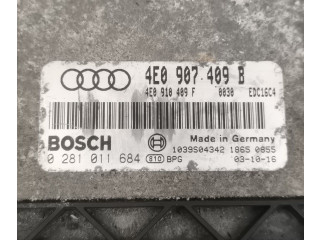 4E0 907 409 B
4E0 910 409 F 0030 EDC16C4
BOSCH
Made in Germany
0 281 011 684 S10 BPG
1039S04342 1865 0855
03-10-16